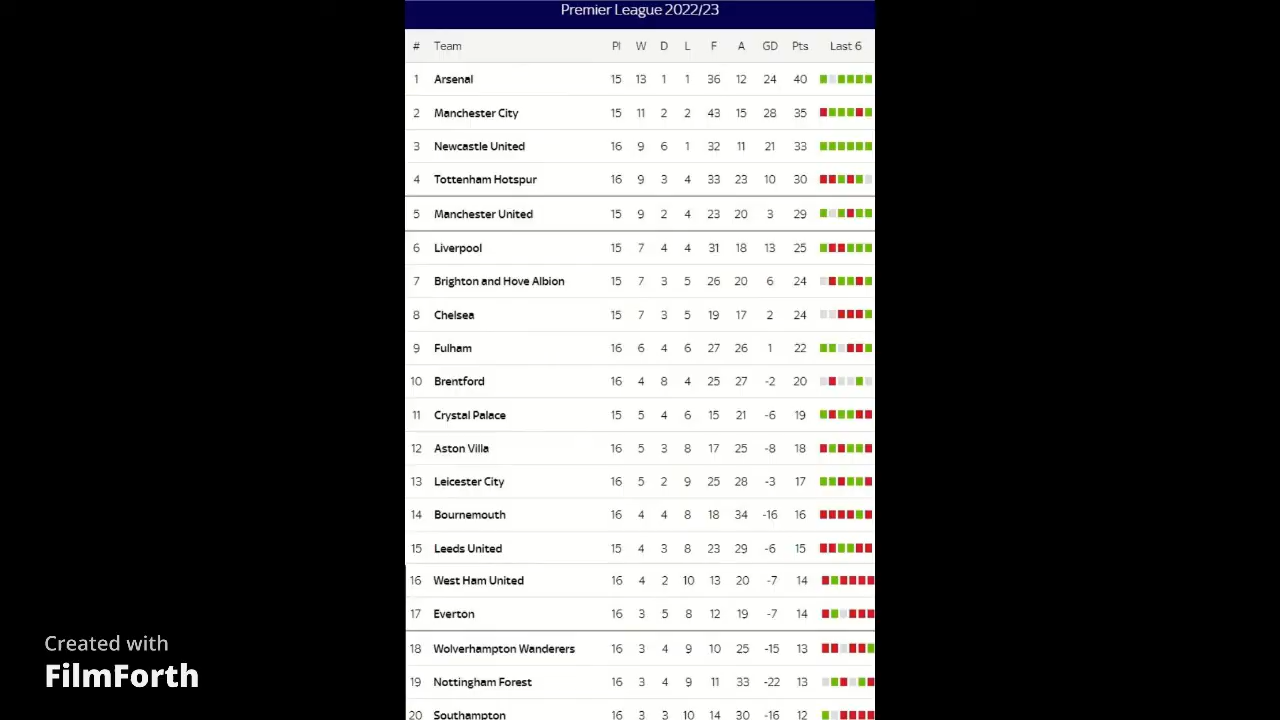 Premier League 2022/23
# Team Pl W D L F A GD Pts Last 6
1 Arsenal 15 13 1 1 36 12 24 40
2 Manchester City 15 11 2 2 43 15 28 35
3 Newcastle United 16 9 6 1 32 11 21 33
4 Tottenham Hotspur 16 9 3 4 33 23 10 30
5 Manchester United 15 9 2 4 23 20 3 29
6 Liverpool 15 7 4 4 31 18 13 25
7 Brighton and Hove Albion 15 7 3 5 26 20 6 24
8 Chelsea 15 7 3 5 19 17 2 24
9 Fulham 16 6 4 6 27 26 1 22
10 Brentford 16 4 8 4 25 27 -2 20
11 Crystal Palace 15 5 4 6 15 21 -6 19
12 Aston Villa 16 5 3 8 17 25 -8 18
13 Leicester City 16 5 2 9 25 28 -3 17
14 Bournemouth 16 4 4 8 18 34 -16 16
15 Leeds United 15 4 3 8 23 29 -6 15
16 West Ham United 16 4 2 10 13 20 -7 14
17 Everton 16 3 5 8 12 19 -7 14
18 Wolverhampton Wanderers 16 3 4 9 10 25 -15 13
19 Nottingham Forest 16 3 4 9 11 33 -22 13
20 Southampton 16 3 3 10 14 30 -16 12
Created with
FilmForth